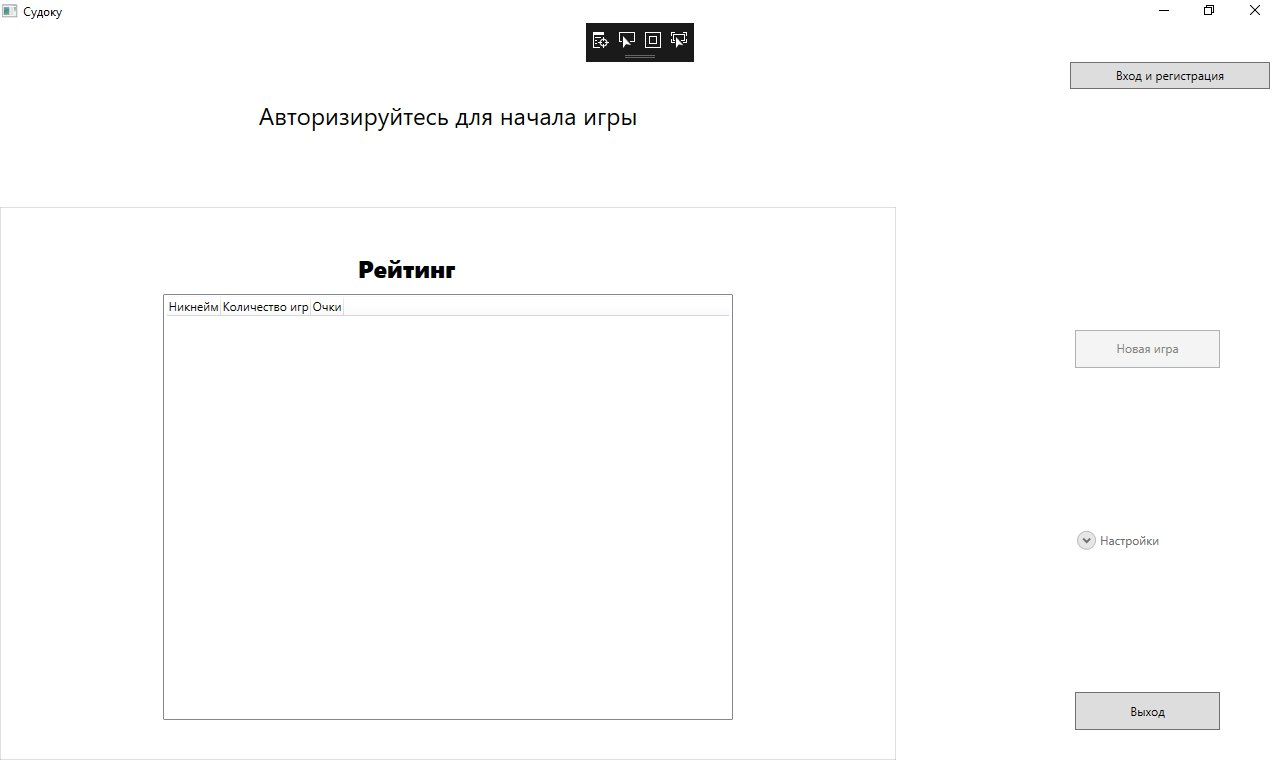 Судоку
Вход и регистрация
Авторизируйтесь для начала игры
Рейтинг
Никнейм Количество игр Очки
Новая игра
Настройки
Выход